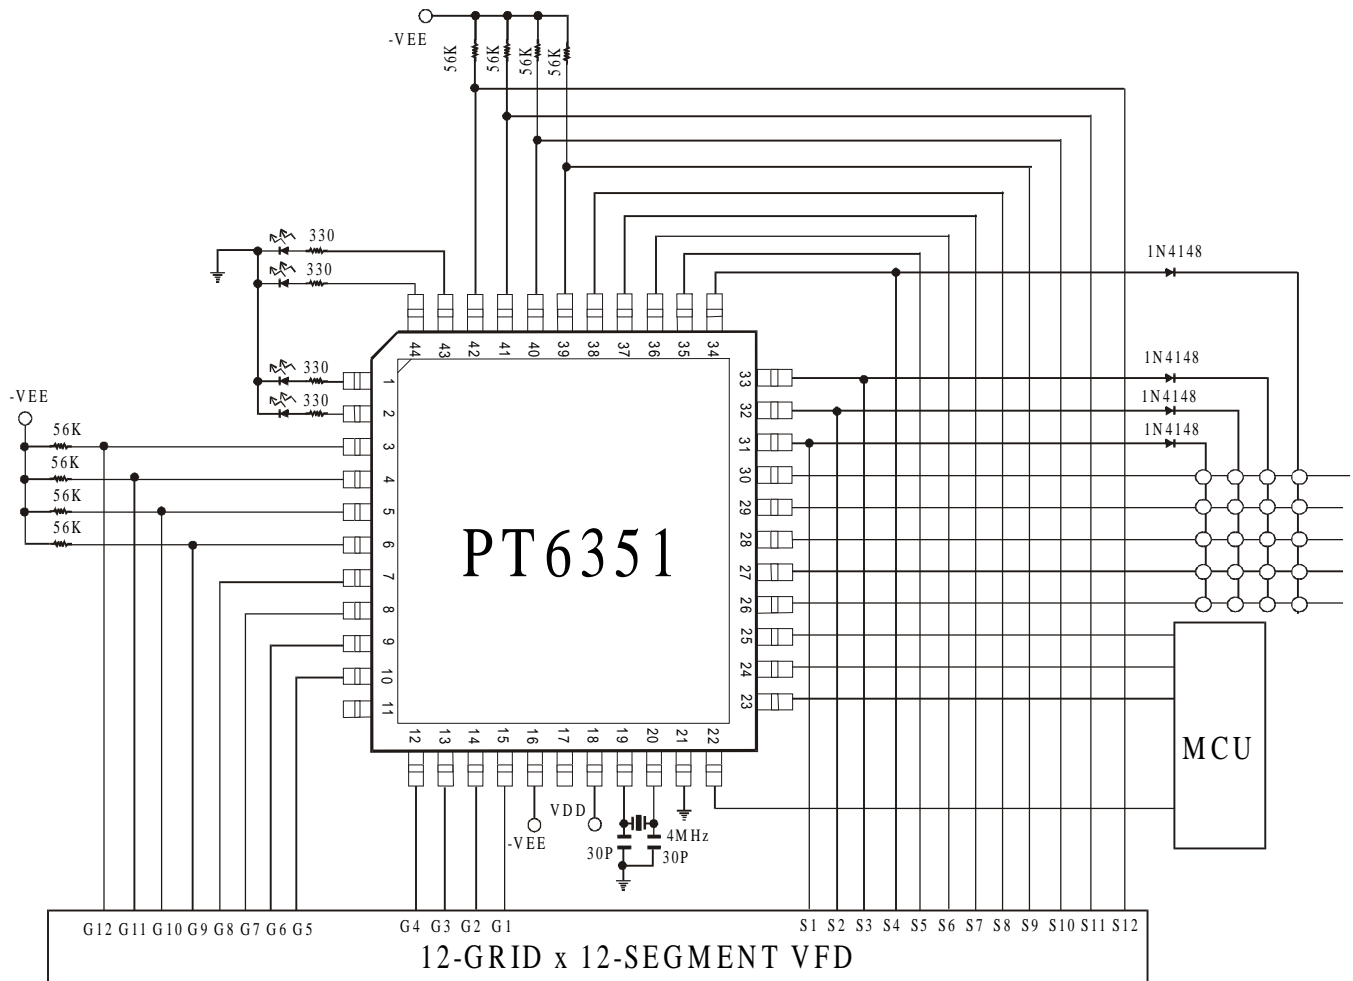 -VEE
56K
56K
56K
56K
330
330
330
330
1N4148
1N4148
1N4148
1N4148
-VEE
56K
56K
56K
56K
44 43 42 41 40 39 38 37 36 35 34
1
2
3
4
5
6
7
8
9
10
11
33
32
31
30
29
28
27
26
25
24
23
PT6351
12 13 14 15 16 17 18 19 20 21 22
MCU
VDD
-VEE
4MHz
30P
30P
G12 G11 G10 G9 G8 G7 G6 G5 G4 G3 G2 G1 S1 S2 S3 S4 S5 S6 S7 S8 S9 S10 S11 S12
12-GRID x 12-SEGMENT VFD